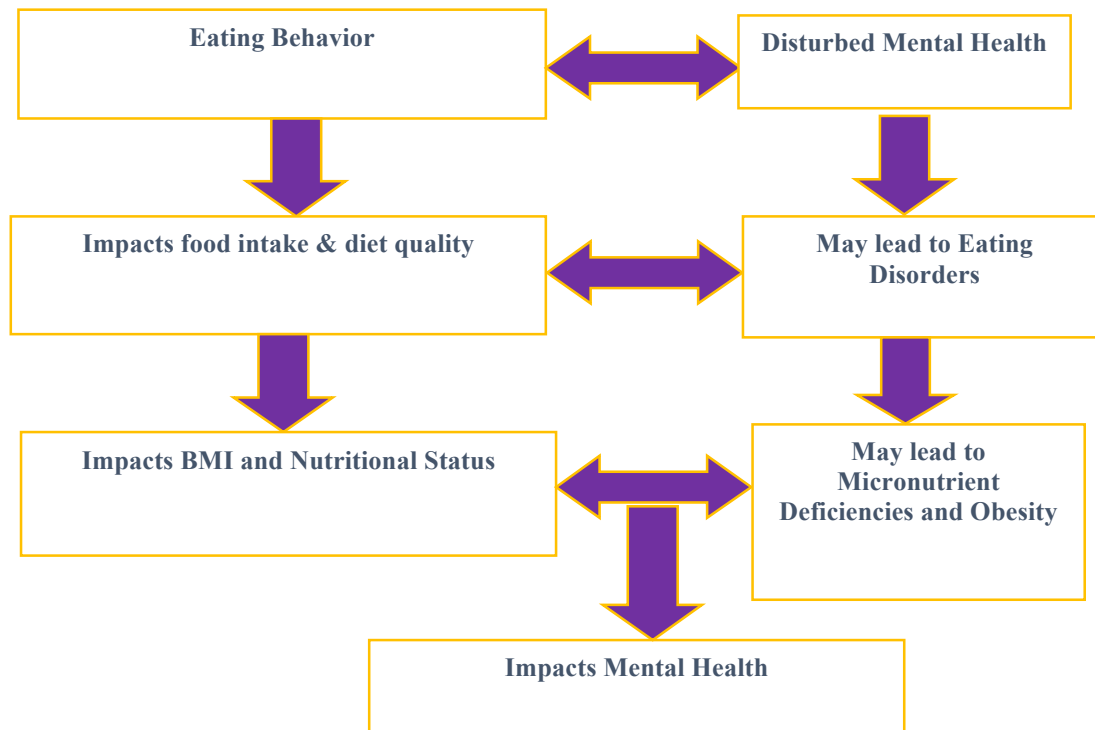 Eating Behavior
Disturbed Mental Health
Impacts food intake & diet quality
May lead to Eating
Disorders
Impacts BMI and Nutritional Status
May lead to
Micronutrient
Deficiencies and Obesity
Impacts Mental Health